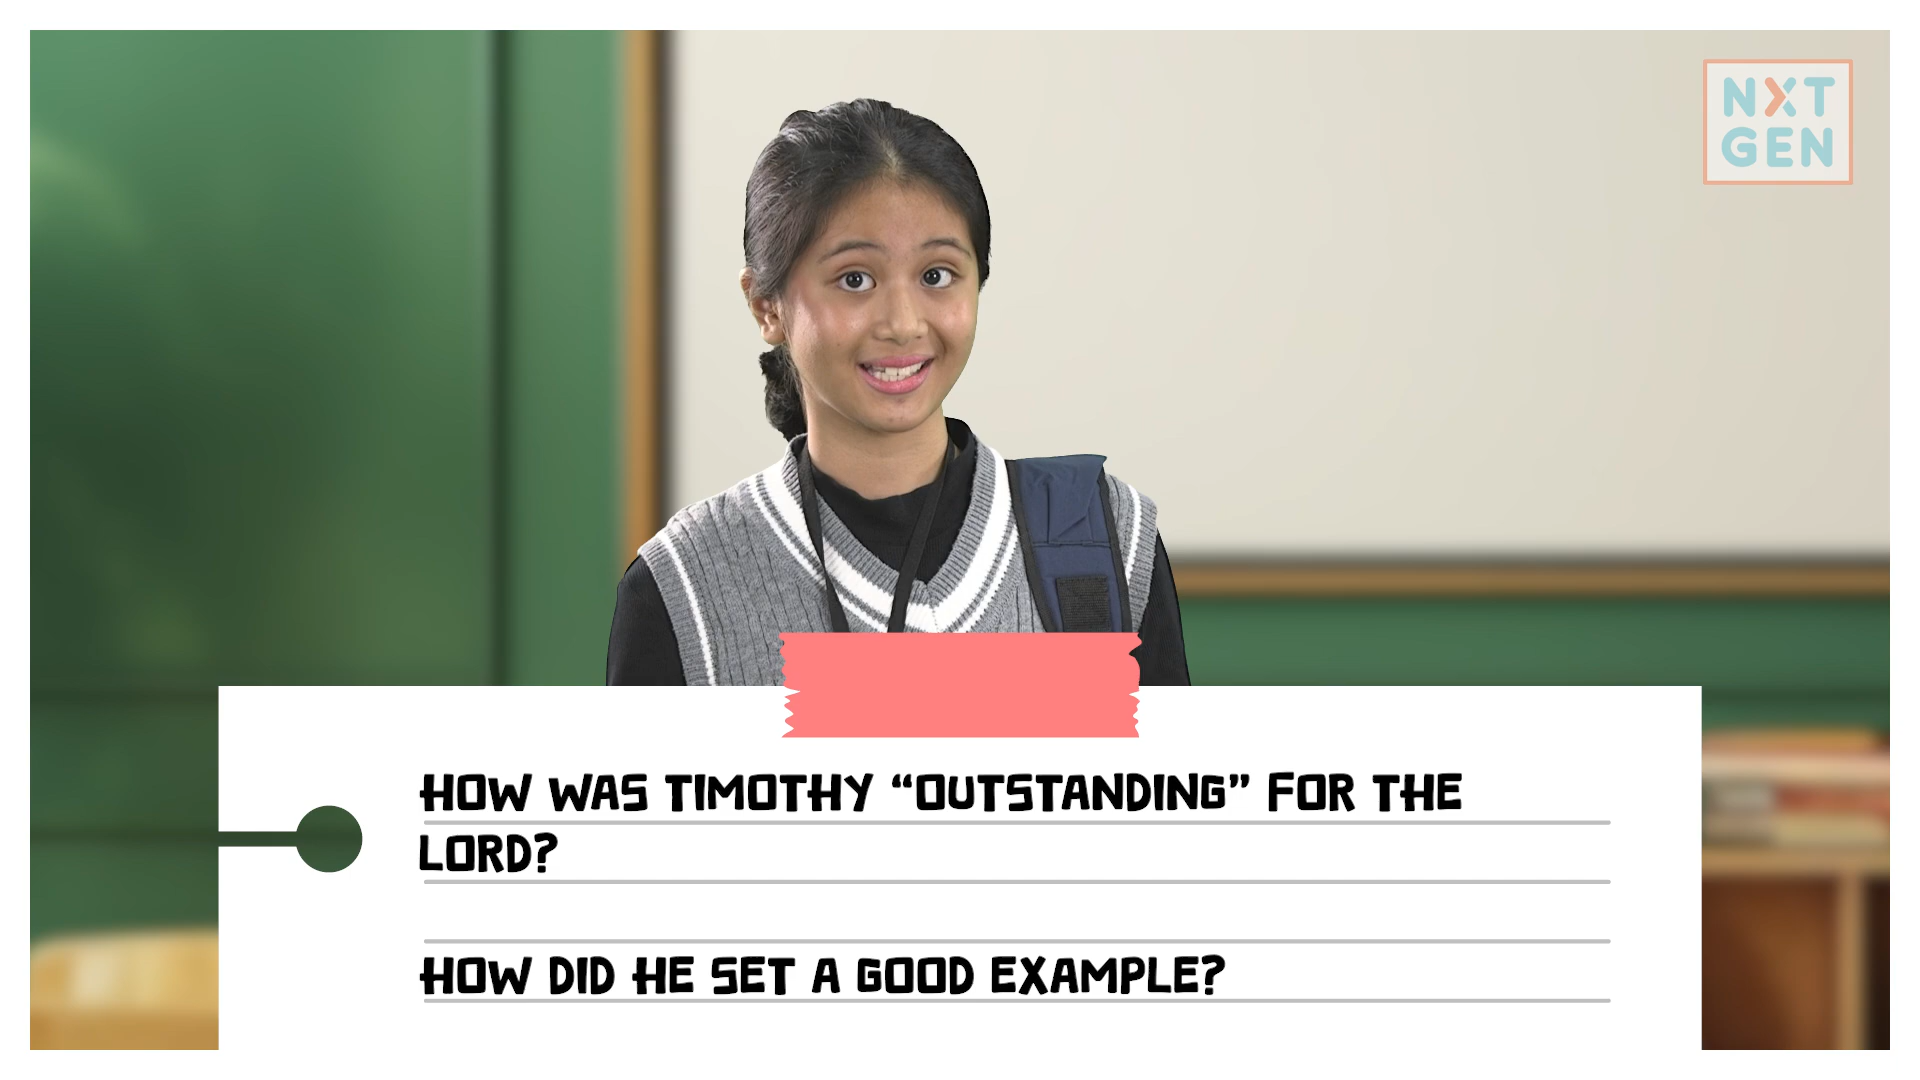 NXT
GEN
HOW WAS TIMOTHY “OUTSTANDING” FOR THE
LORD?
HOW DID HE SET A GOOD EXAMPLE?